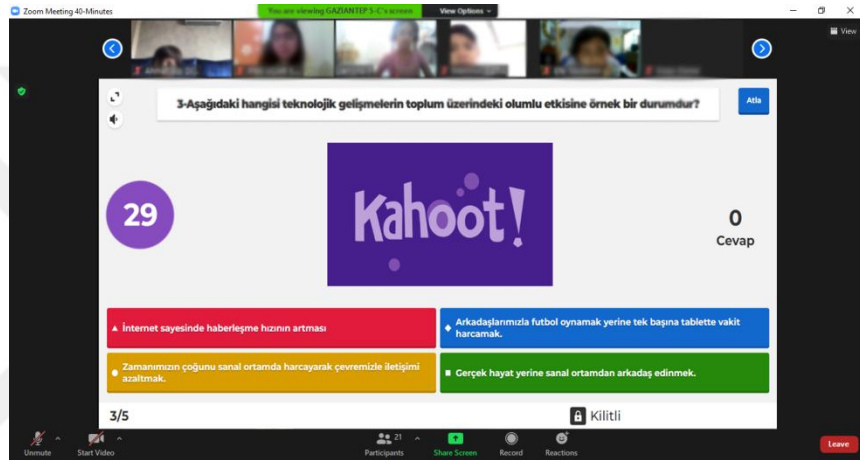 Zoom Meeting 40-Minutes
You are viewing GAZIANTEP 5-C's screen
View Options
View
3-Aşağıdaki hangisi teknolojik gelişmelerin toplum üzerindeki olumlu etkisine örnek bir durumdur?
Atla
29
Kahoot!
0
Cevap
İnternet sayesinde haberleşme hızının artması
Arkadaşlarımızla futbol oynamak yerine tek başına tablette vakit
harcamak.
Zamanımızın çoğunu sanal ortamda harcayarak çevremizle iletişimi
azaltmak.
Gerçek hayat yerine sanal ortamdan arkadaş edinmek.
3/5
Kilitli
Unmute
Start Video
21
Participants
Share Screen
Record
Reactions
Leave